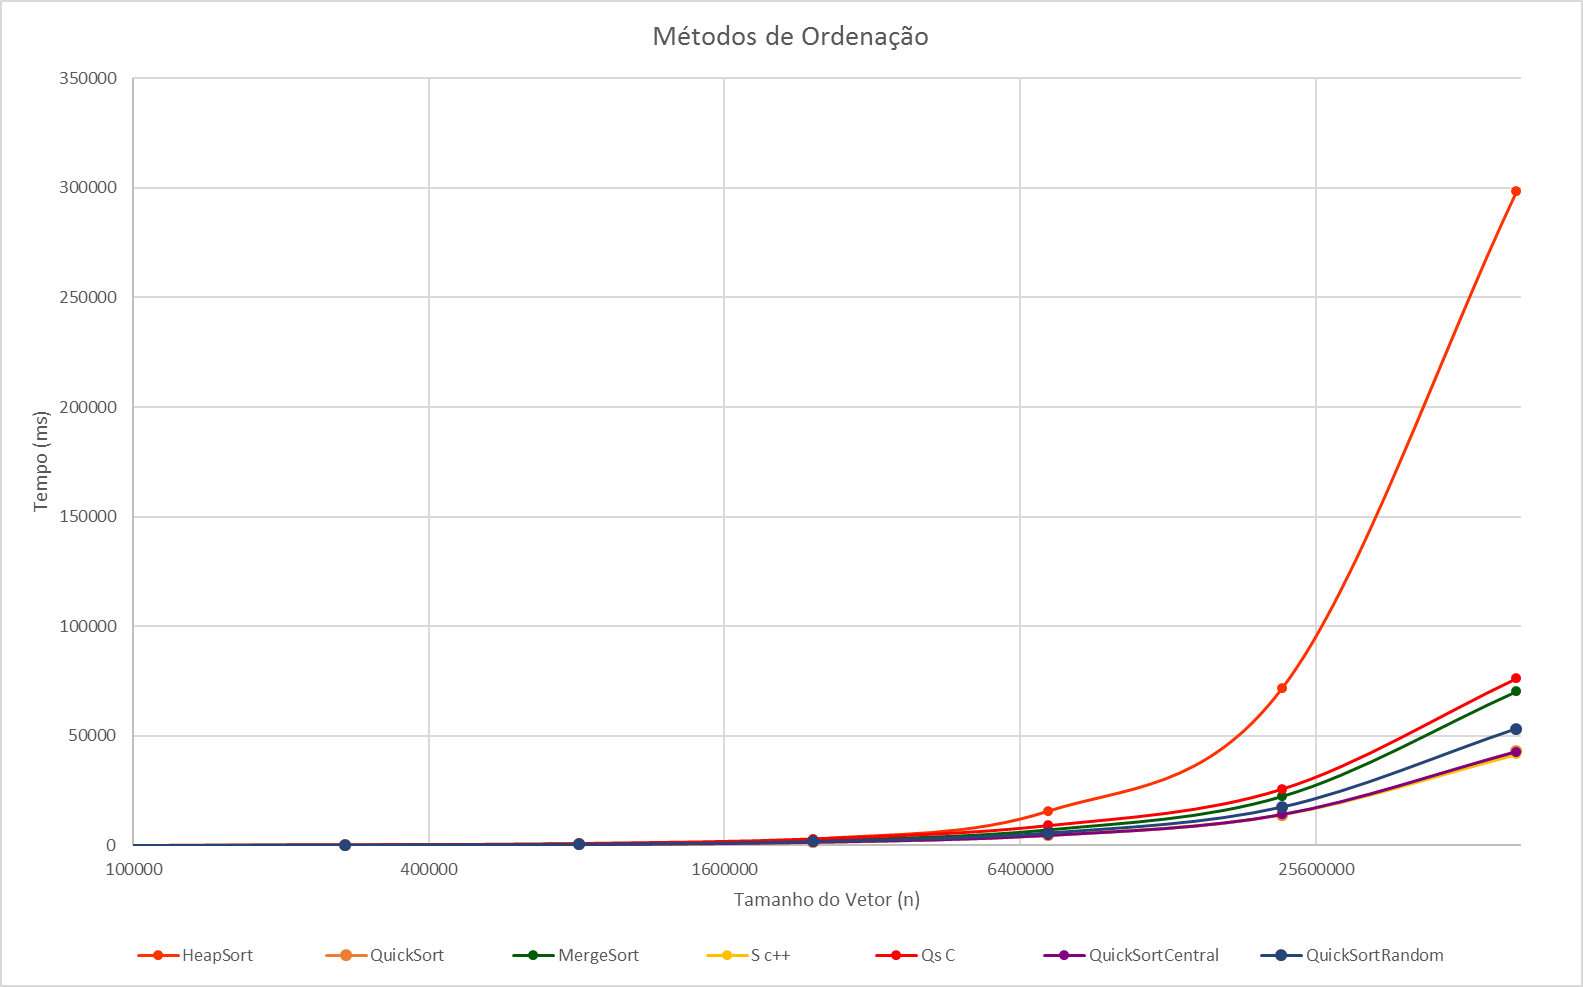 Métodos de Ordenação
350000
300000
250000
200000
150000
100000
50000
0
Tempo (ms)
100000 400000 1600000 6400000 25600000
Tamanho do Vetor (n)
HeapSort QuickSort MergeSort S c++ Qs C QuickSortCentral QuickSortRandom